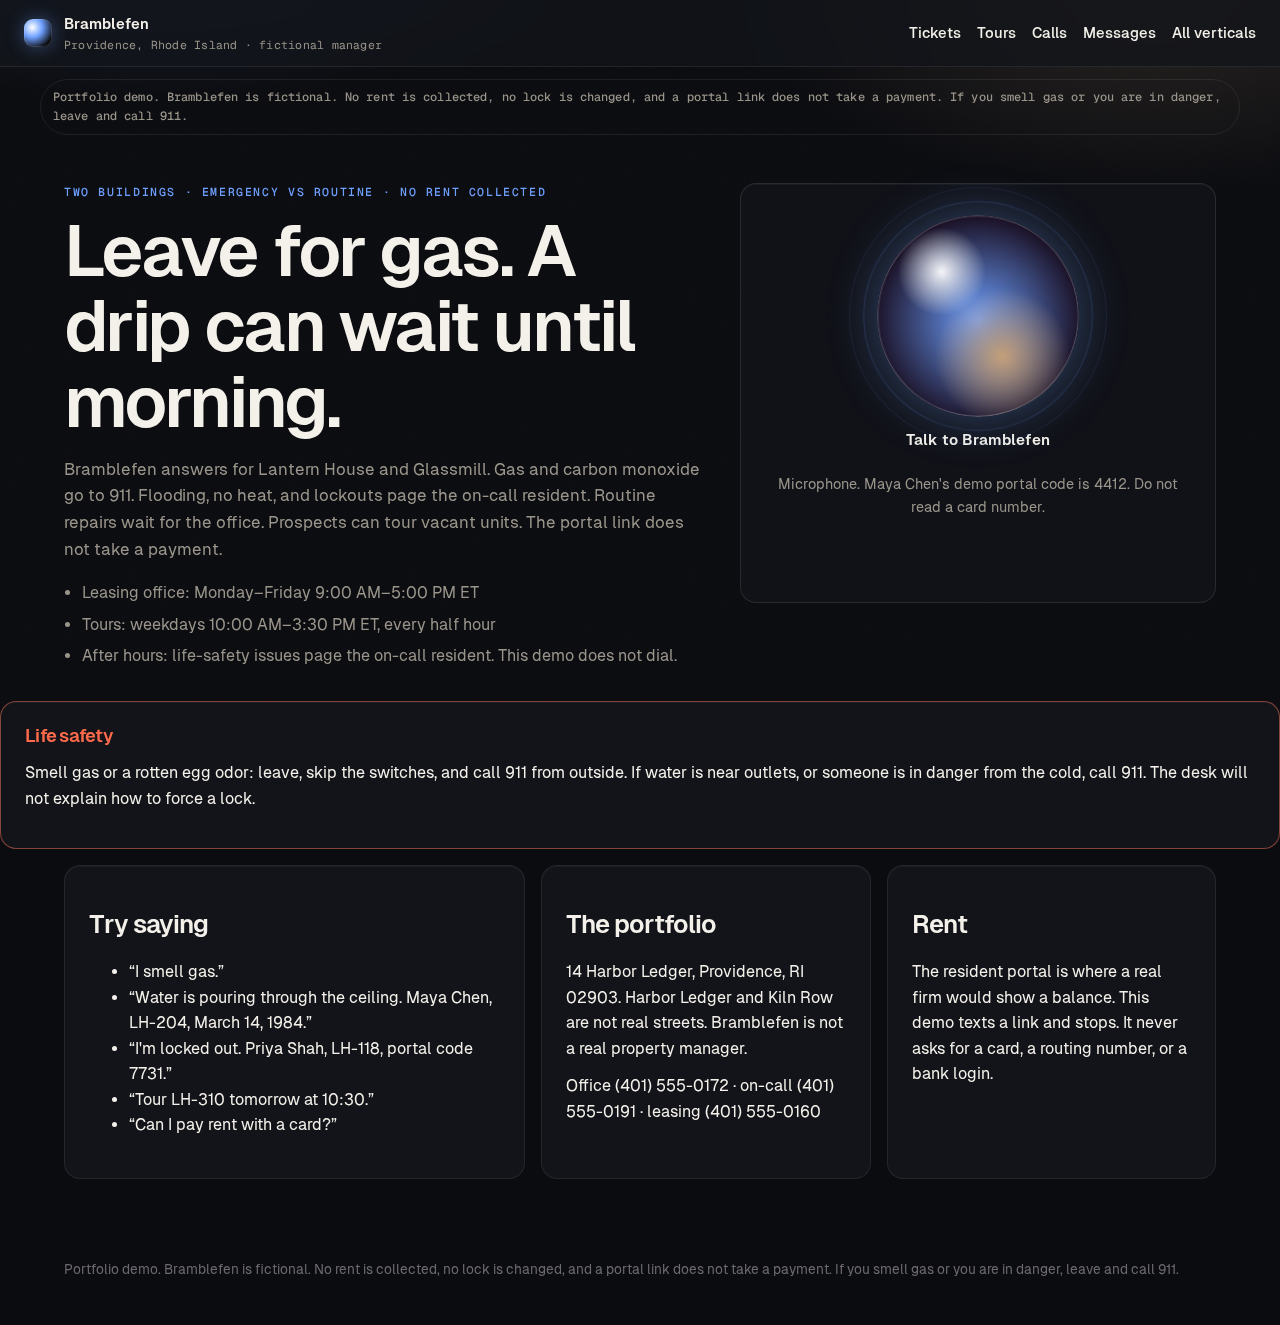 Bramblefen
Providence, Rhode Island · fictional manager
Tickets Tours Calls Messages All verticals
Portfolio demo. Bramblefen is fictional. No rent is collected, no lock is changed, and a portal link does not take a payment. If you smell gas or you are in danger,
leave and call 911.
TWO BUILDINGS · EMERGENCY VS ROUTINE · NO RENT COLLECTED
Leave for gas. A
drip can wait until
morning.
Bramblefen answers for Lantern House and Glassmill. Gas and carbon monoxide
go to 911. Flooding, no heat, and lockouts page the on-call resident. Routine
repairs wait for the office. Prospects can tour vacant units. The portal link does
not take a payment.
• Leasing office: Monday–Friday 9:00 AM–5:00 PM ET
• Tours: weekdays 10:00 AM–3:30 PM ET, every half hour
• After hours: life-safety issues page the on-call resident. This demo does not dial.
Talk to Bramblefen
Microphone. Maya Chen's demo portal code is 4412. Do not
read a card number.
Life safety
Smell gas or a rotten egg odor: leave, skip the switches, and call 911 from outside. If water is near outlets, or someone is in danger from the cold, call 911. The desk will
not explain how to force a lock.
Try saying
• “I smell gas.”
• “Water is pouring through the ceiling. Maya Chen,
LH-204, March 14, 1984.”
• “I'm locked out. Priya Shah, LH-118, portal code
7731.”
• “Tour LH-310 tomorrow at 10:30.”
• “Can I pay rent with a card?”
The portfolio
14 Harbor Ledger, Providence, RI
02903. Harbor Ledger and Kiln Row
are not real streets. Bramblefen is not
a real property manager.
Office (401) 555-0172 · on-call (401)
555-0191 · leasing (401) 555-0160
Rent
The resident portal is where a real
firm would show a balance. This
demo texts a link and stops. It never
asks for a card, a routing number, or a
bank login.
Portfolio demo. Bramblefen is fictional. No rent is collected, no lock is changed, and a portal link does not take a payment. If you smell gas or you are in danger, leave and call 911.